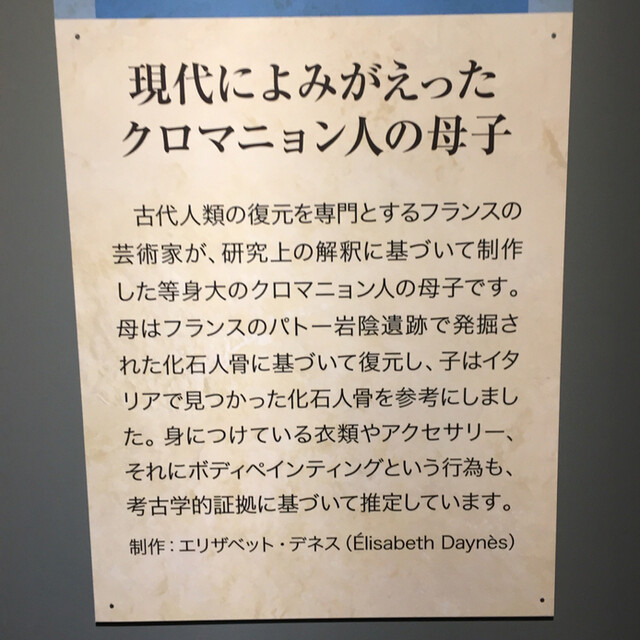 現代によみがえった
クロマニョン人の母子
古代人類の復元を専門とするフランスの
芸術家が、研究上の解釈に基づいて制作
した等身大のクロマニョン人の母子です。
母はフランスのパトー岩陰遺跡で発掘さ
れた化石人骨に基づいて復元し、子はイタ
リアで見つかった化石人骨を参考にしまし
た。身につけている衣類やアクセサリー、
それにボディペインティングという行為も、
考古学的証拠に基づいて推定しています。
制作：エリザベット・デネス（Élisabeth Daynès）